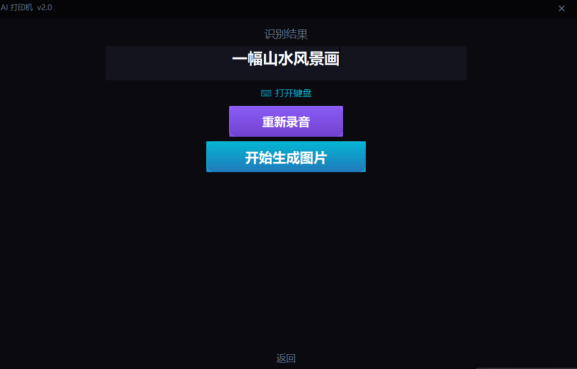 AI 打印机 v2.0
识别结果
一幅山水风景画
打开键盘
重新录音
开始生成图片
返回